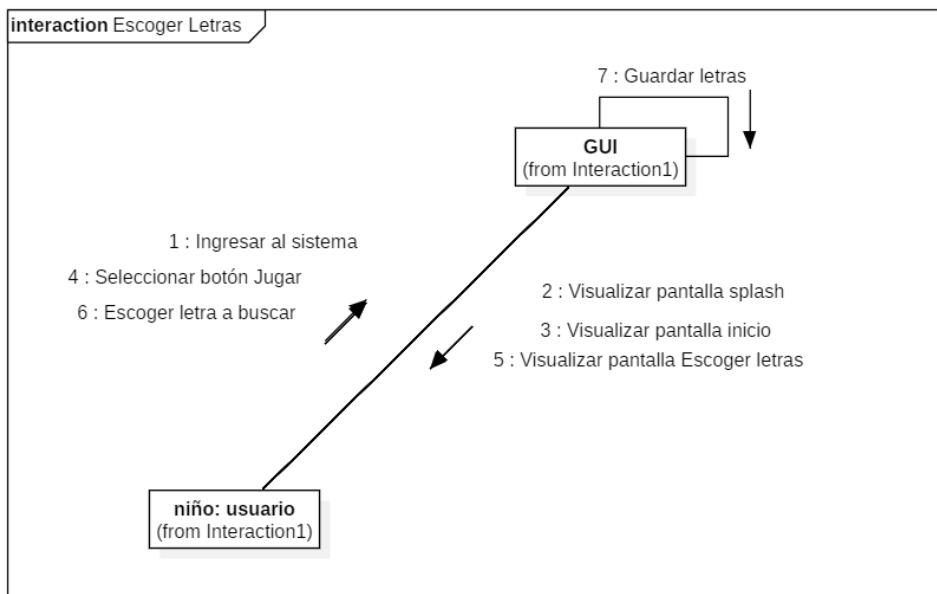 interaction Escoger Letras
7 : Guardar letras
GUI
(from Interaction1)
1 : Ingresar al sistema
4 : Seleccionar botón Jugar
6 : Escoger letra a buscar
2 : Visualizar pantalla splash
3 : Visualizar pantalla inicio
5 : Visualizar pantalla Escoger letras
niño: usuario
(from Interaction1)